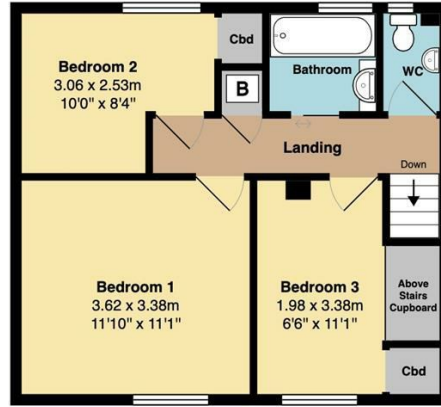 Cbd
Bedroom 2
3.06 x 2.53m
10'0" x 8'4"
Bathroom
WC
B
Landing
Down
Bedroom 1
3.62 x 3.38m
11'10" x 11'1"
Bedroom 3
1.98 x 3.38m
6'6" x 11'1"
Above
Stairs
Cupboard
Cbd